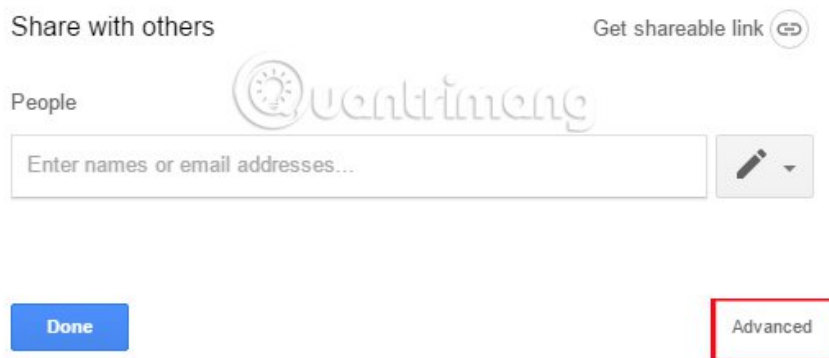 Share with others
Get shareable link
Quantrimang
People
Enter names or email addresses...
Done
Advanced